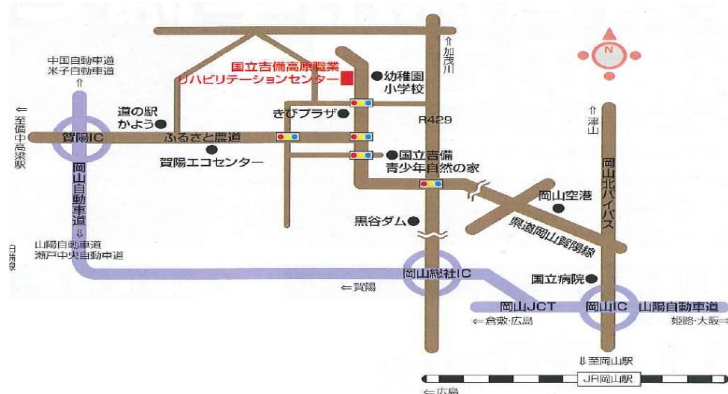 中国自動車道
米子自動車道
⇧
国立吉備高原職業
リハビリテーションセンター
幼稚園
小学校
⇧加茂川
N
⇧津山
道の駅
かよう
きびプラザ
R429
⇦至備中高梁駅
賀陽IC
ふるさと農道
賀陽エコセンター
国立吉備
青少年自然の家
岡山自動車道
⇩
岡山空港
岡山北バイパス
黒谷ダム
県道岡山賀陽線
山陽自動車道
瀬戸中央自動車道
岡山総社IC
国立病院
⇦賀陽
岡山JCT
岡山IC
山陽自動車道
⇦倉敷・広島
姫路・大阪⇨
⇩至岡山駅
JR岡山駅
⇦広島